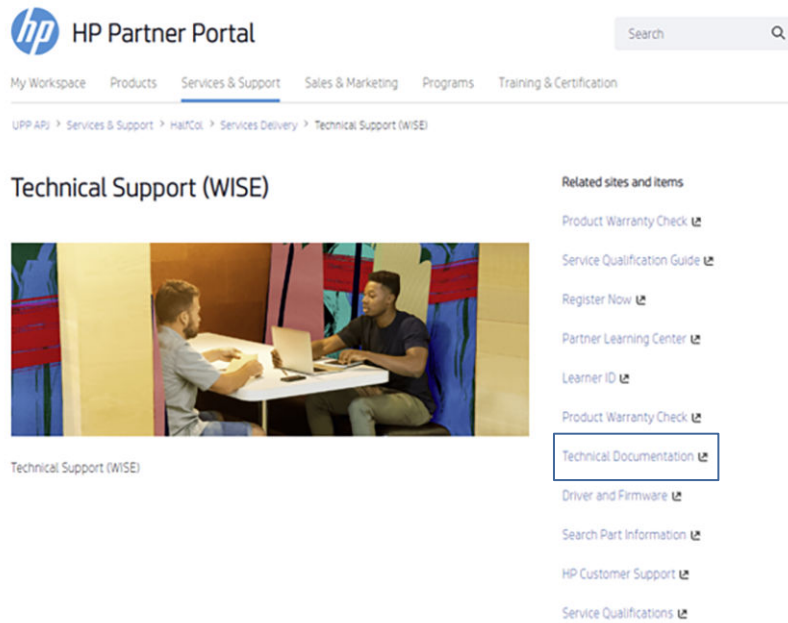 hp HP Partner Portal
Search
My Workspace Products Services & Support Sales & Marketing Programs Training & Certification
UPP APJ > Services & Support > HalfCol > Services Delivery > Technical Support (WISE)
Technical Support (WISE)
Related sites and items
Product Warranty Check
Service Qualification Guide
Register Now
Partner Learning Center
Learner ID
Product Warranty Check
Technical Documentation
Technical Support (WISE)
Driver and Firmware
Search Part Information
HP Customer Support
Service Qualifications